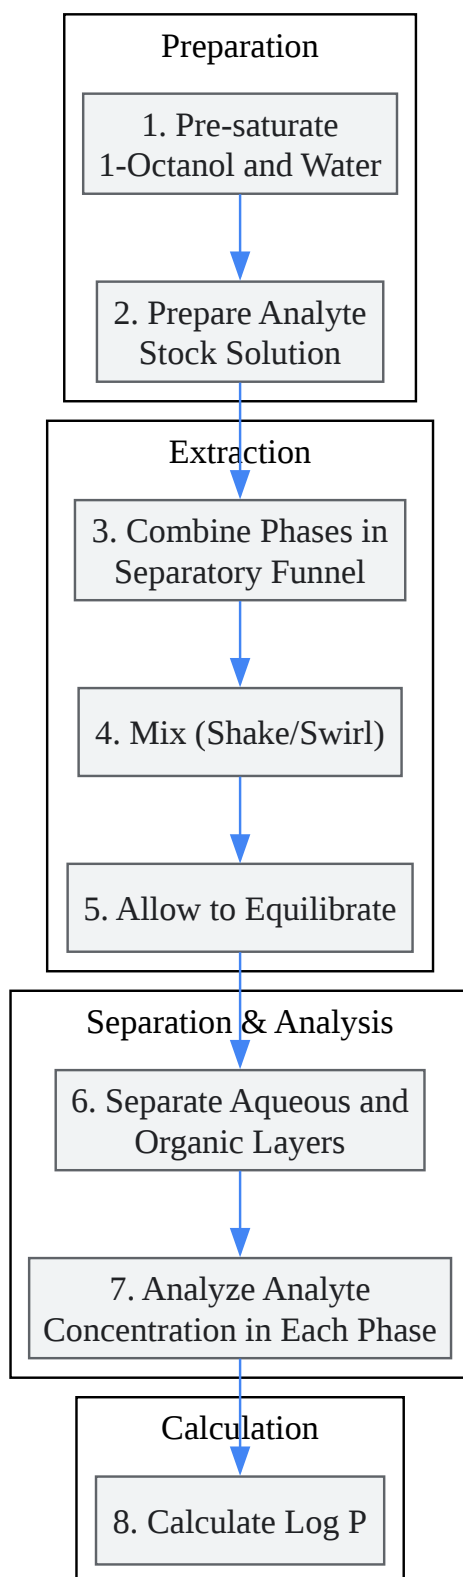 Preparation
1. Pre-saturate
1-Octanol and Water
2. Prepare Analyte
Stock Solution
Extraction
3. Combine Phases in
Separatory Funnel
4. Mix (Shake/Swirl)
5. Allow to Equilibrate
Separation & Analysis
6. Separate Aqueous and
Organic Layers
7. Analyze Analyte
Concentration in Each Phase
Calculation
8. Calculate Log P